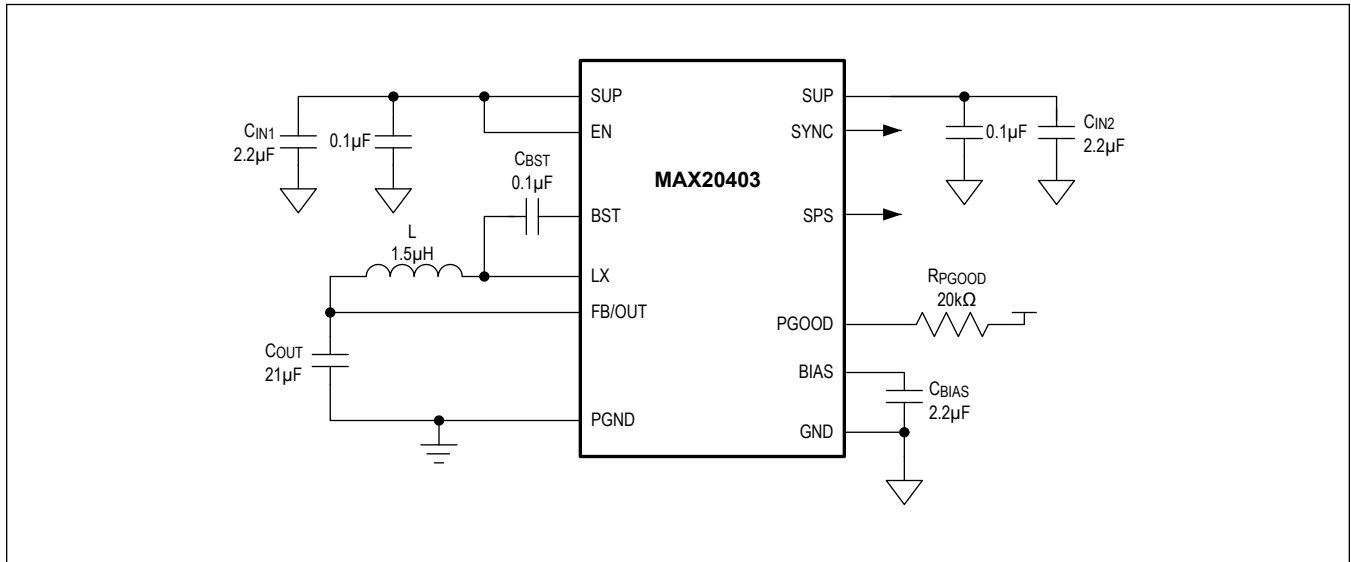 SUP
EN
BST
LX
FB/OUT
PGND
MAX20403
SUP
SYNC
SPS
PGOOD
BIAS
GND
CIN1
2.2µF
0.1µF
CBST
0.1µF
L
1.5µH
COUT
21µF
0.1µF
CIN2
2.2µF
RPGOOD
20kΩ
CBIAS
2.2µF